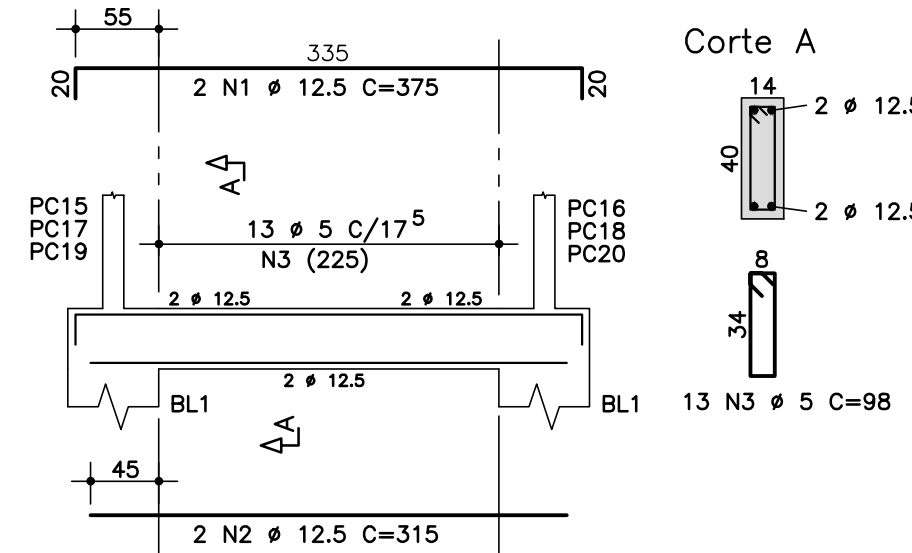 55
335
20
20
2 N1 ø 12.5 C=375
A
PC15
PC17
PC19
13 ø 5 C/17⁵
N3 (225)
PC16
PC18
PC20
2 ø 12.5
2 ø 12.5
2 ø 12.5
BL1
BL1
A
45
2 N2 ø 12.5 C=315
Corte A
14
40
2 ø 12.5
2 ø 12.5
8
34
13 N3 ø 5 C=98